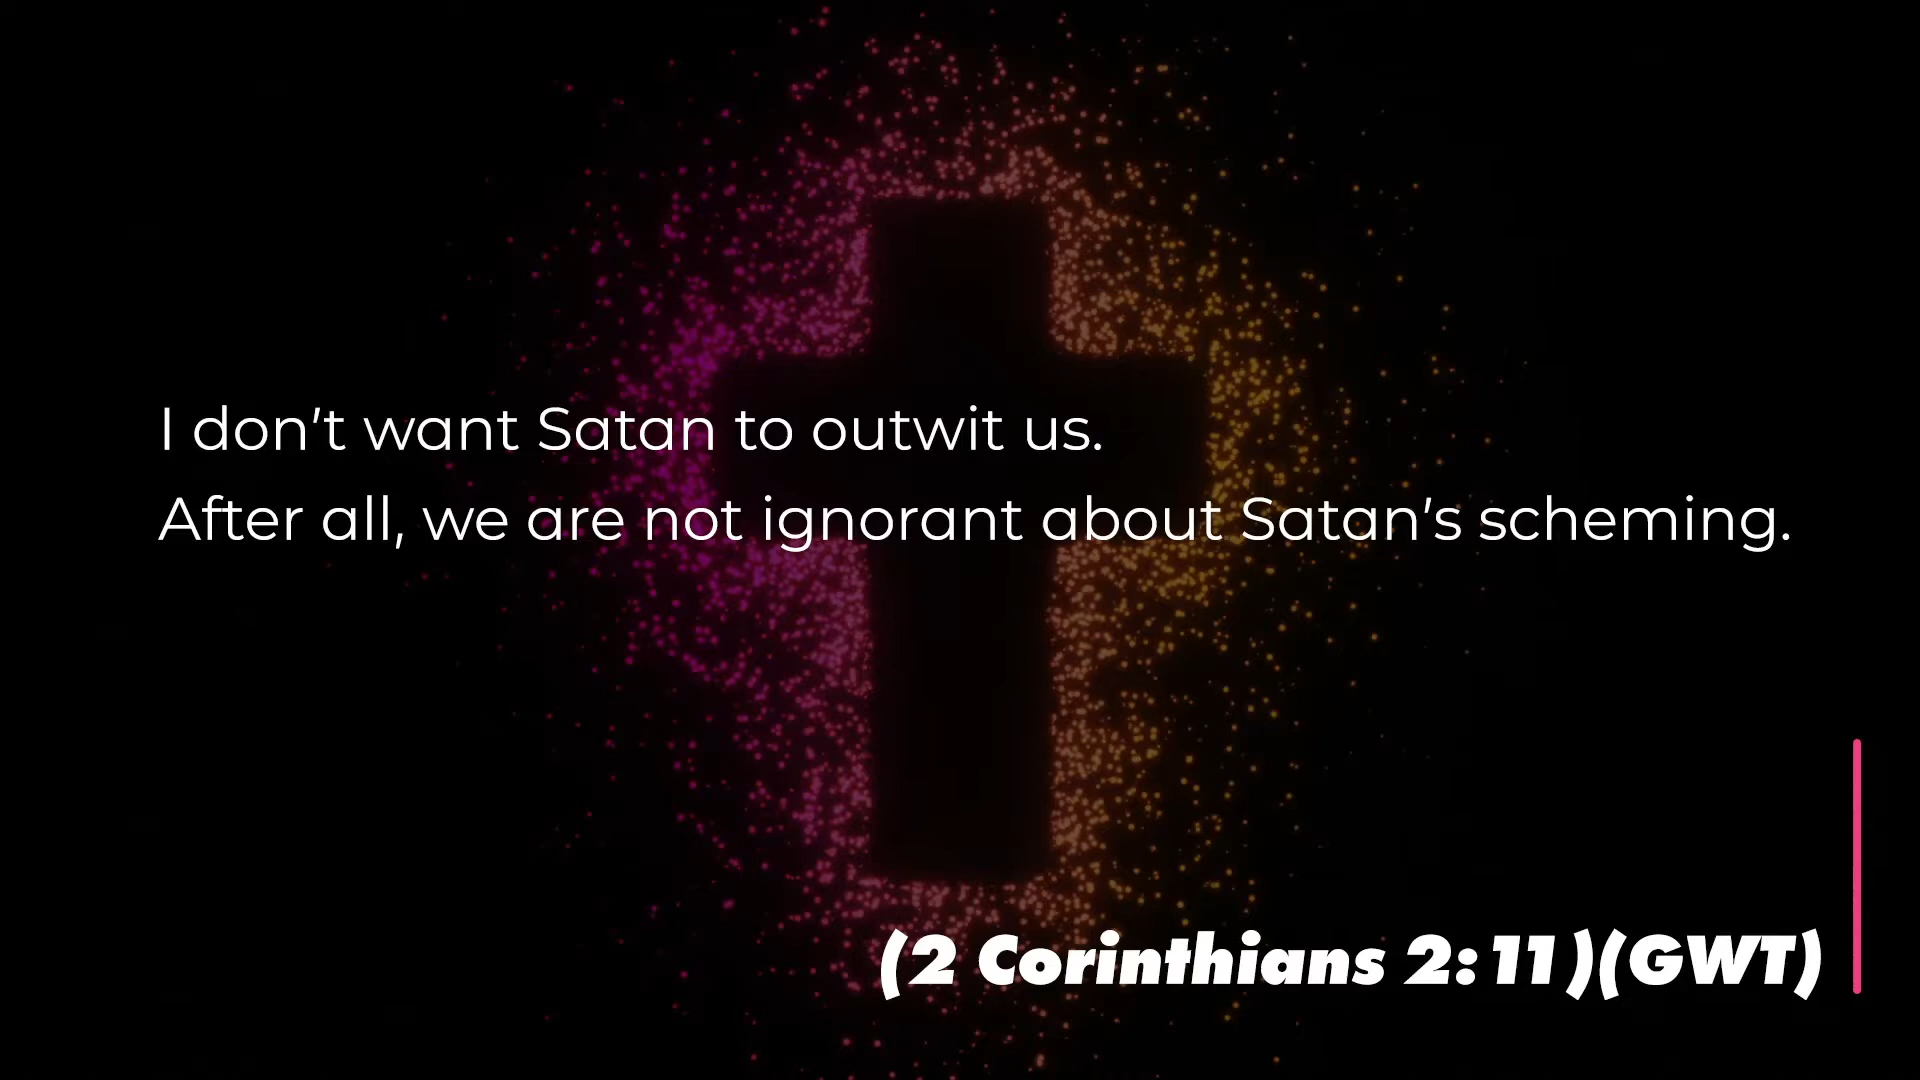 I don't want Satan to outwit us.
After all, we are not ignorant about Satan's scheming.
(2 Corinthians 2:11)(GWT)